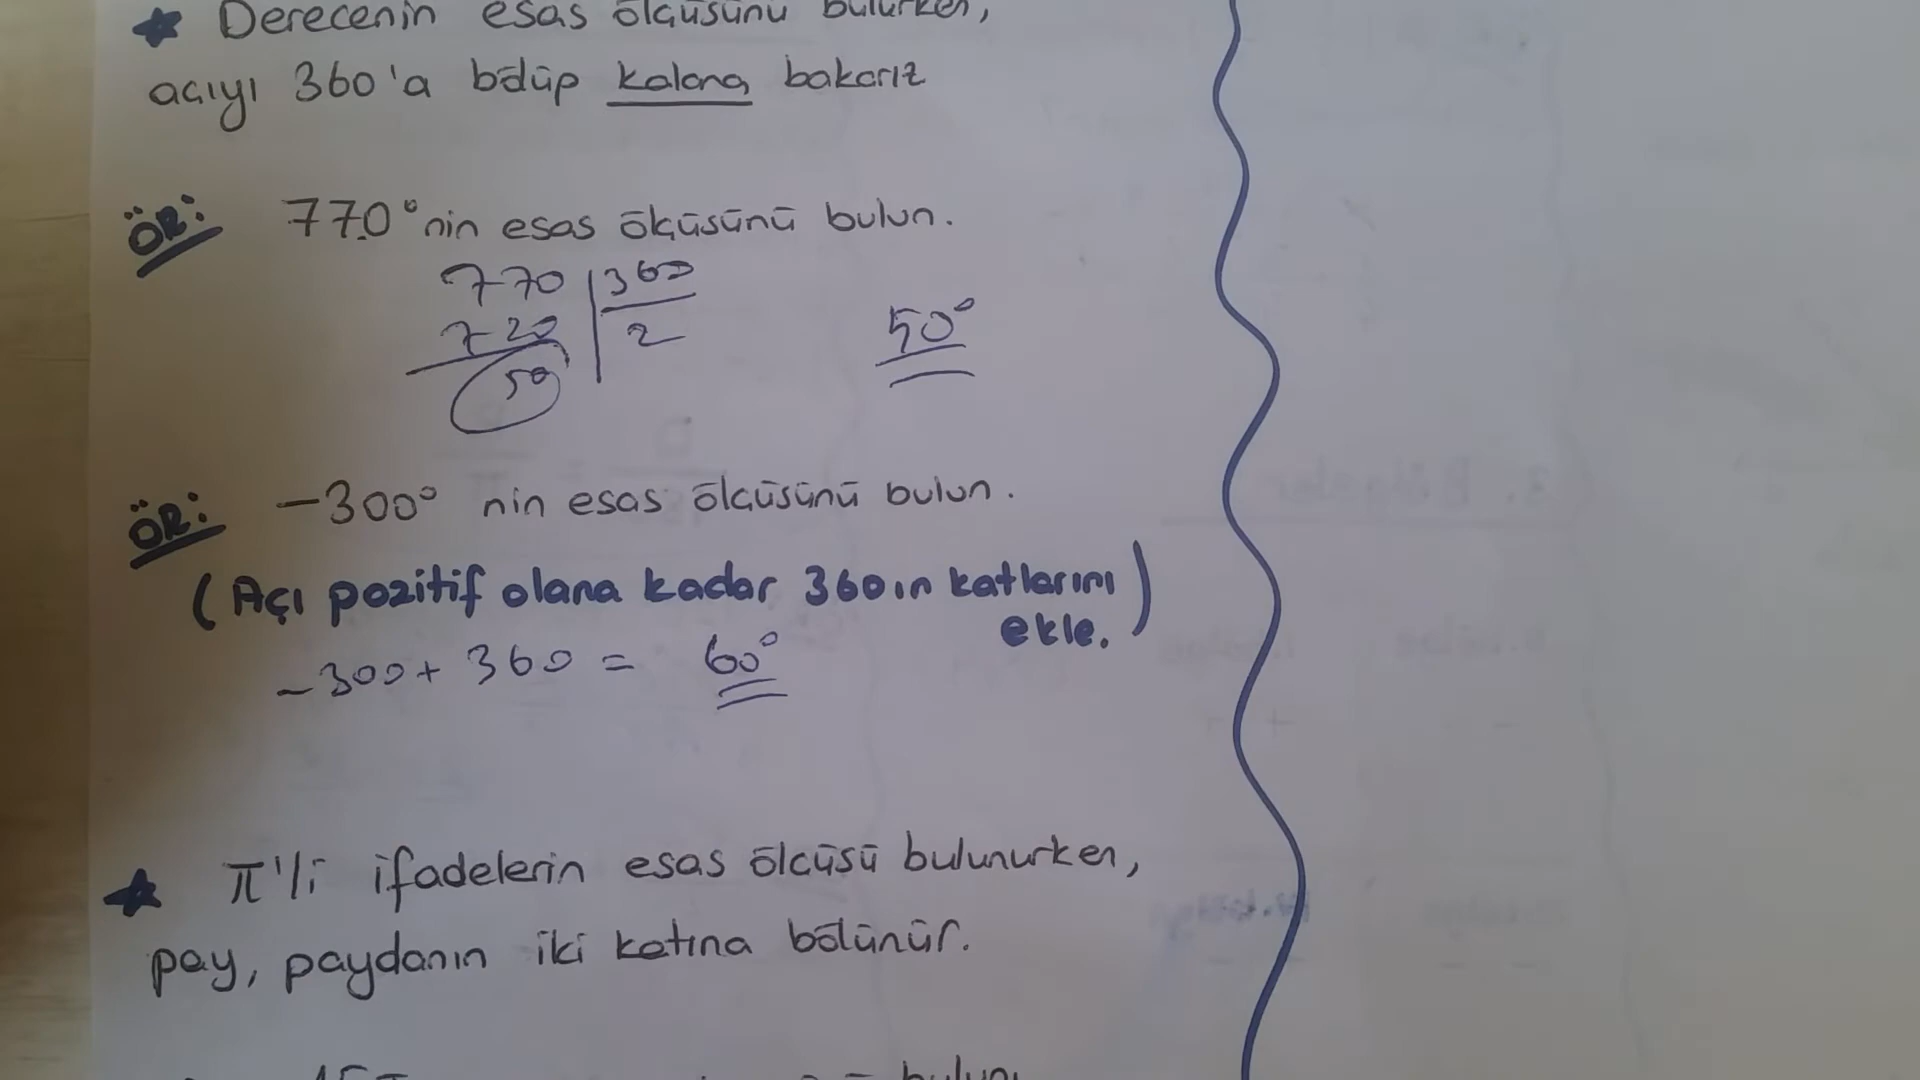 ★ Derecenin esas ölçüsünü bulurken,
açıyı 360'a bölüp kalana bakarız
ÖR: 770° nin esas ölçüsünü bulun.
770 | 360
720 | 2
50
50°
ÖR: -300° nin esas ölçüsünü bulun.
(Açı pozitif olana kadar 360ın katlarını
ekle.)
-300 + 360 = 60°
★ π'li ifadelerin esas ölçüsü bulunurken,
pay, paydanın iki katına bölünür.